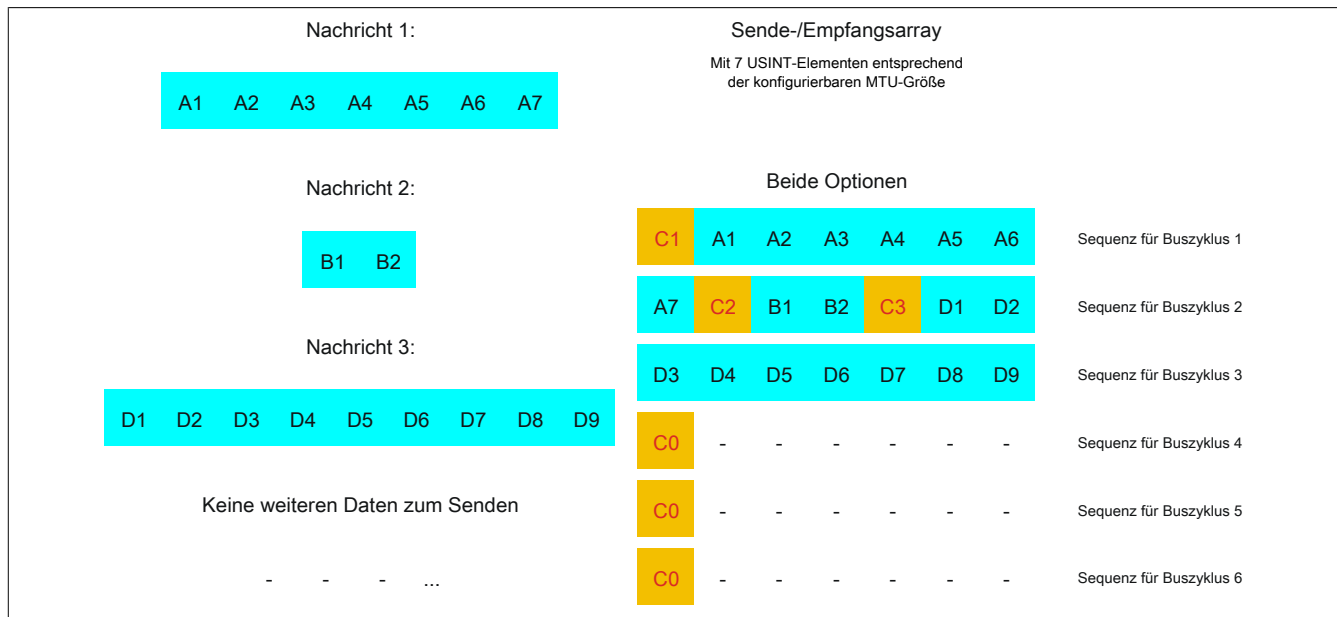 Nachricht 1:
A1 A2 A3 A4 A5 A6 A7
Nachricht 2:
B1 B2
Nachricht 3:
D1 D2 D3 D4 D5 D6 D7 D8 D9
Keine weiteren Daten zum Senden
- - - ...
Sende-/Empfangsarray
Mit 7 USINT-Elementen entsprechend
der konfigurierbaren MTU-Größe
Beide Optionen
C1 A1 A2 A3 A4 A5 A6 Sequenz für Buszyklus 1
A7 C2 B1 B2 C3 D1 D2 Sequenz für Buszyklus 2
D3 D4 D5 D6 D7 D8 D9 Sequenz für Buszyklus 3
C0 - - - - - - Sequenz für Buszyklus 4
C0 - - - - - - Sequenz für Buszyklus 5
C0 - - - - - - Sequenz für Buszyklus 6